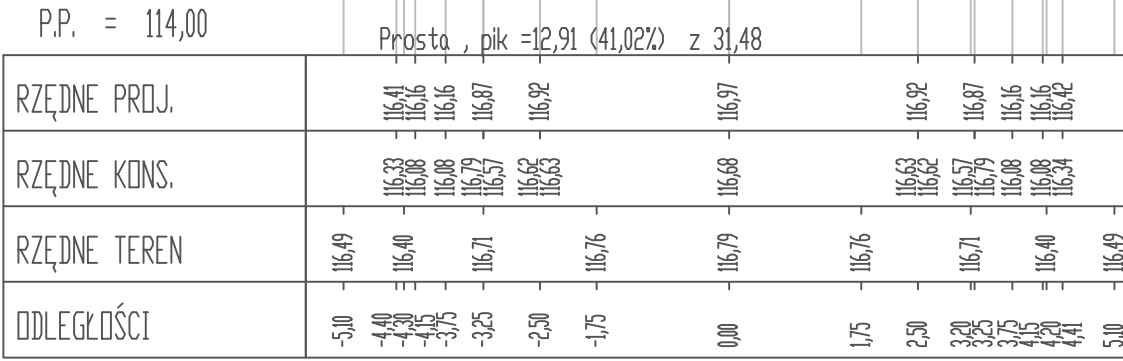 P.P. = 114,00
Prosta , pik =12,91 (41,02%) z 31,48
RZĘDNE PROJ. 116,41 116,16 116,16 116,87 116,92 116,97 116,92 116,87 116,16 116,16 116,42
RZĘDNE KONS. 116,33 116,08 116,08 116,79 116,57 116,62 116,63 116,68 116,63 116,62 116,57 116,79 116,08 116,08 116,34
RZĘDNE TEREN 116,49 116,40 116,71 116,76 116,79 116,76 116,71 116,40 116,49
ODLEGŁOŚCI -5,10 -4,40 -4,30 -4,15 -3,75 -3,25 -2,50 -1,75 0,00 1,75 2,50 3,20 3,25 3,75 4,15 4,20 4,41 5,10